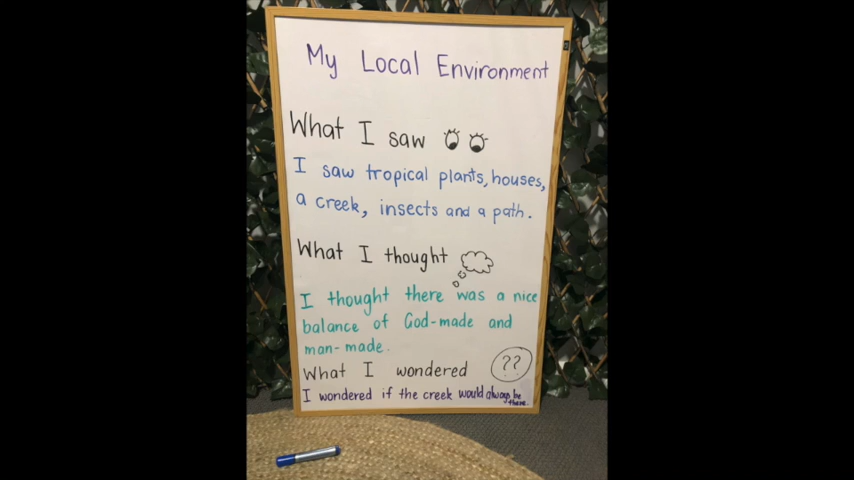 My Local Environment
What I saw
I saw tropical plants, houses,
a creek, insects and a path.
What I thought
I thought there was a nice
balance of God-made and
man-made.
What I wondered ??
I wondered if the creek would always be
there.